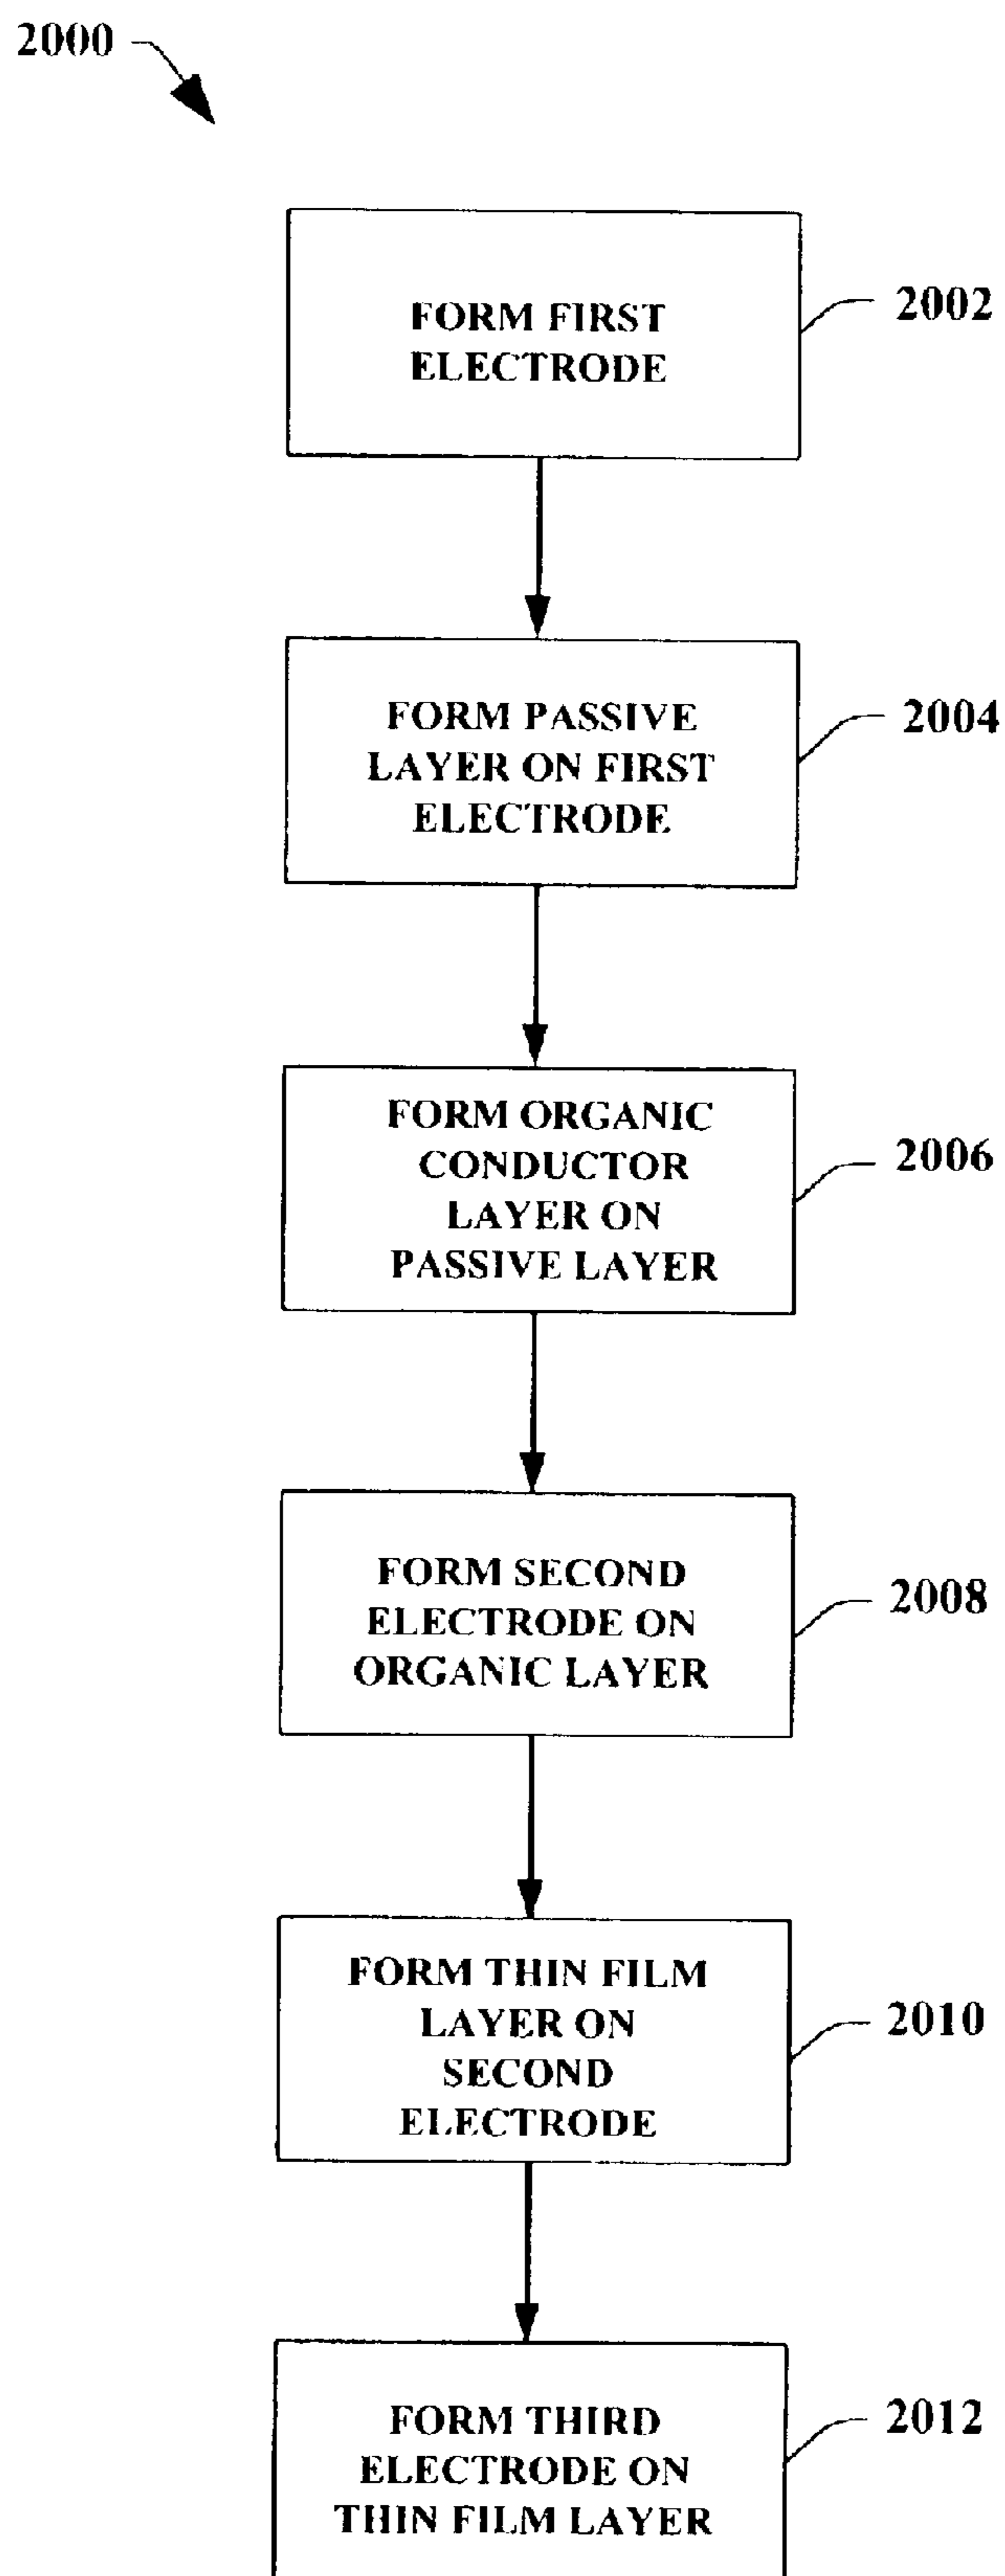 2000
FORM FIRST
ELECTRODE
2002
FORM PASSIVE
LAYER ON FIRST
ELECTRODE
2004
FORM ORGANIC
CONDUCTOR
LAYER ON
PASSIVE LAYER
2006
FORM SECOND
ELECTRODE ON
ORGANIC LAYER
2008
FORM THIN FILM
LAYER ON
SECOND
ELECTRODE
2010
FORM THIRD
ELECTRODE ON
THIN FILM LAYER
2012